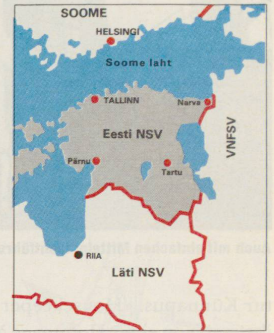 SOOME
HELSINGI
Soome laht
TALLINN
Narva
Eesti NSV
VNFSV
Pärnu
Tartu
RIIA
Läti NSV